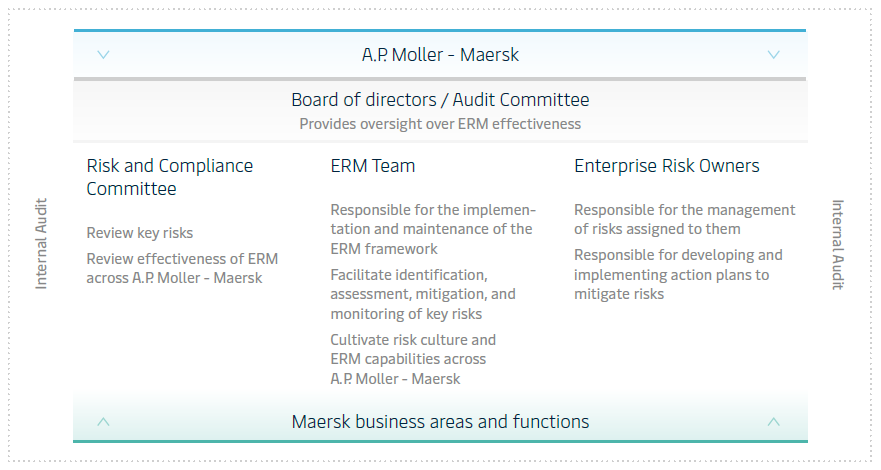 A.P. Moller - Maersk
Board of directors / Audit Committee
Provides oversight over ERM effectiveness
Internal Audit
Risk and Compliance
Committee
Review key risks
Review effectiveness of ERM
across A.P. Moller - Maersk
ERM Team
Responsible for the implemen-
tation and maintenance of the
ERM framework
Facilitate identification,
assessment, mitigation, and
monitoring of key risks
Cultivate risk culture and
ERM capabilities across
A.P. Moller - Maersk
Enterprise Risk Owners
Responsible for the management
of risks assigned to them
Responsible for developing and
implementing action plans to
mitigate risks
Internal Audit
Maersk business areas and functions